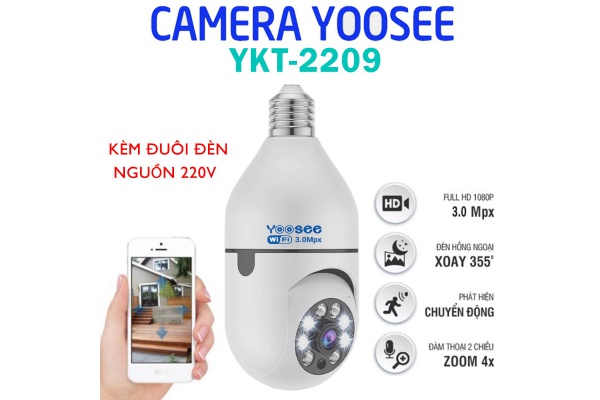 CAMERA YOOSEE
YKT-2209
KÈM ĐUÔI ĐÈN
NGUỒN 220V
Yoosee
WiFi 3.0Mpx
HD
FULL HD 1080P
3.0 Mpx
ĐÈN HỒNG NGOẠI
XOAY 355°
PHÁT HIỆN
CHUYỂN ĐỘNG
ĐÀM THOẠI 2 CHIỀU
ZOOM 4x